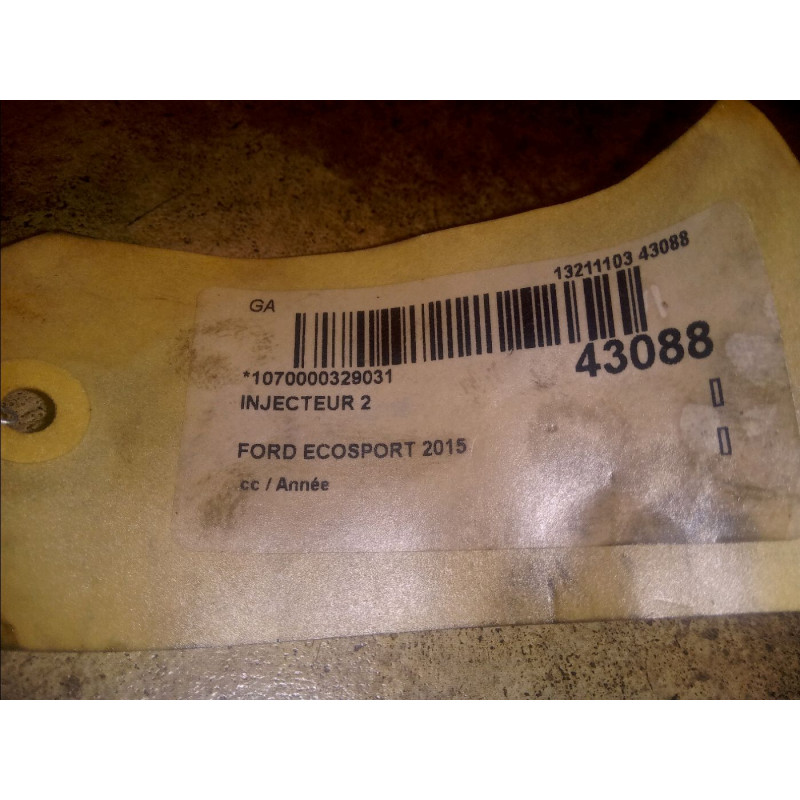 GA
13211103 43088
43088
*1070000329031
INJECTEUR 2
FORD ECOSPORT 2015
cc / Année